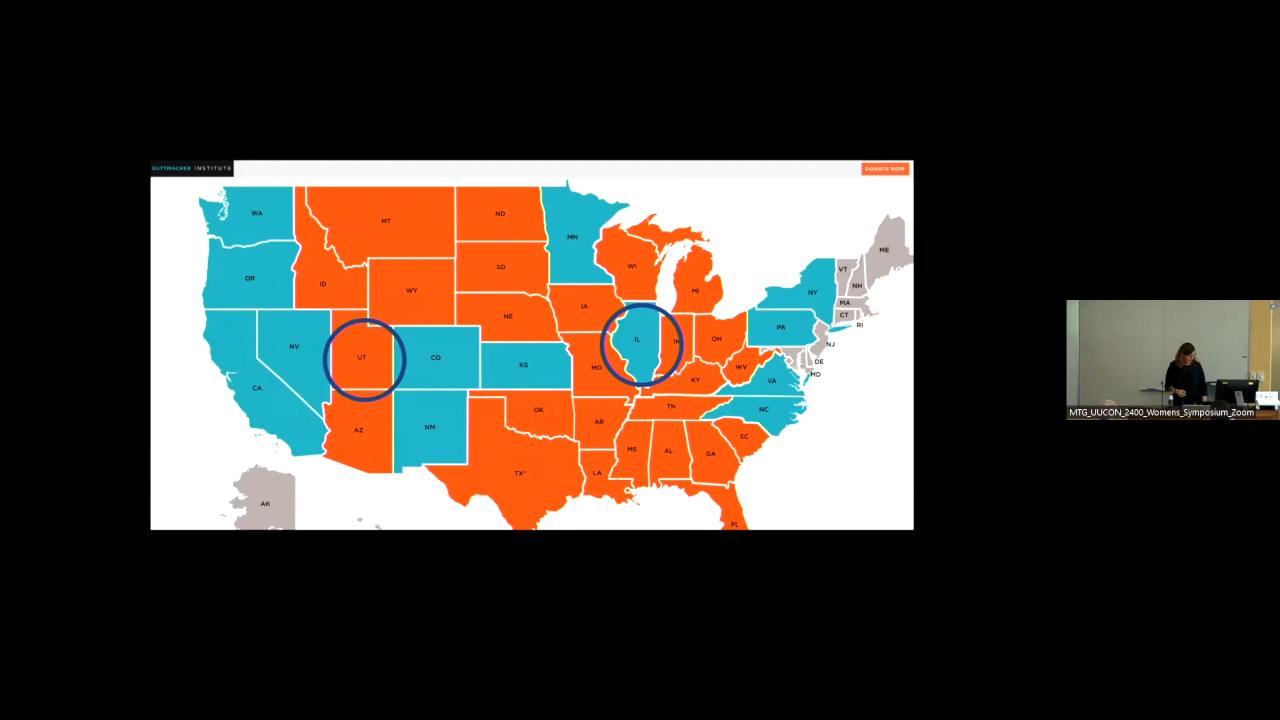 GUTTMACHER INSTITUTE
DONATE NOW
WA
MT
ND
MN
ME
OR
ID
SD
WI
VT
NH
WY
MI
NY
MA
IA
CT
NE
RI
PA
NV
UT
CO
IL
IN
OH
NJ
KS
MO
WV
DE
MD
CA
KY
VA
AZ
NM
OK
AR
TN
NC
SC
MS
AL
GA
TX*
LA
AK
FL
MTG_UUCON_2400_Womens_Symposium_Zoom